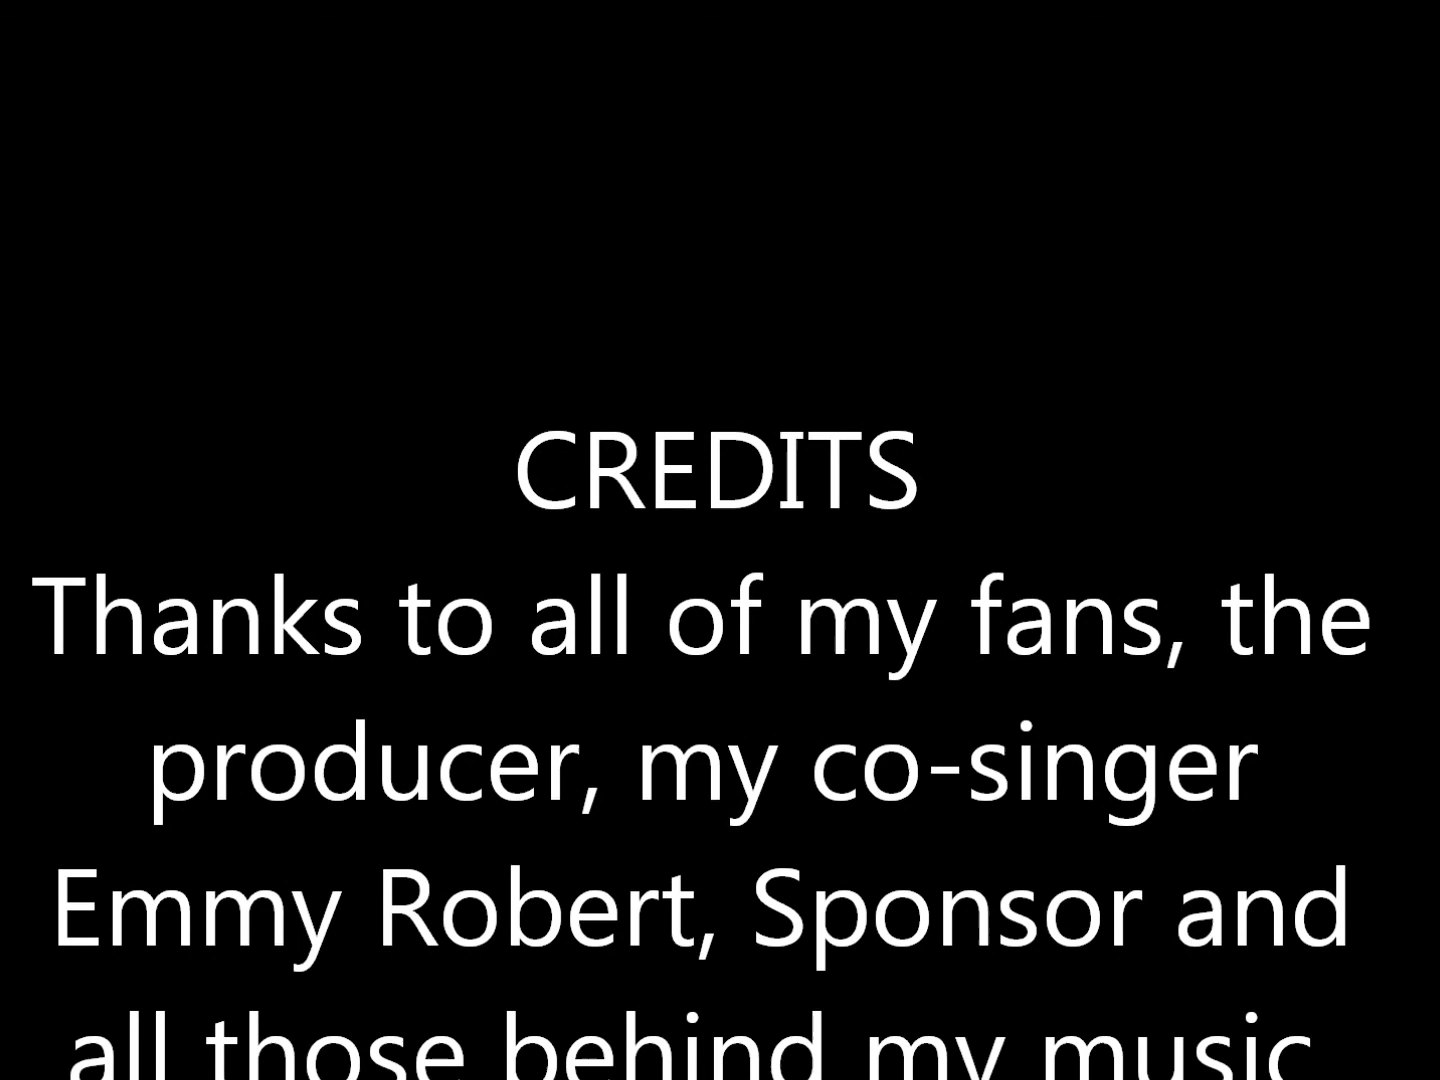 CREDITS
Thanks to all of my fans, the
producer, my co-singer
Emmy Robert, Sponsor and
all those behind my music